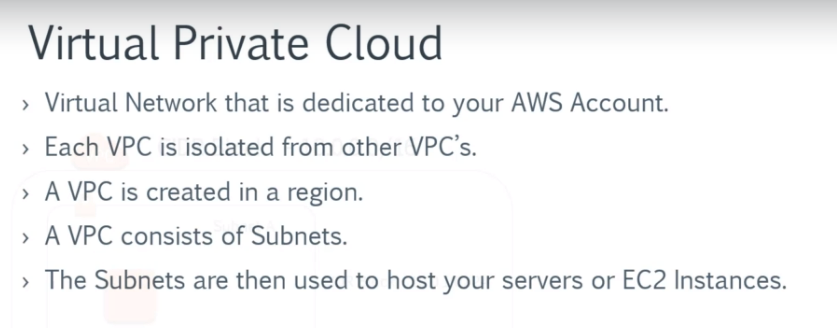 Virtual Private Cloud
› Virtual Network that is dedicated to your AWS Account.
› Each VPC is isolated from other VPC’s.
› A VPC is created in a region.
› A VPC consists of Subnets.
› The Subnets are then used to host your servers or EC2 Instances.